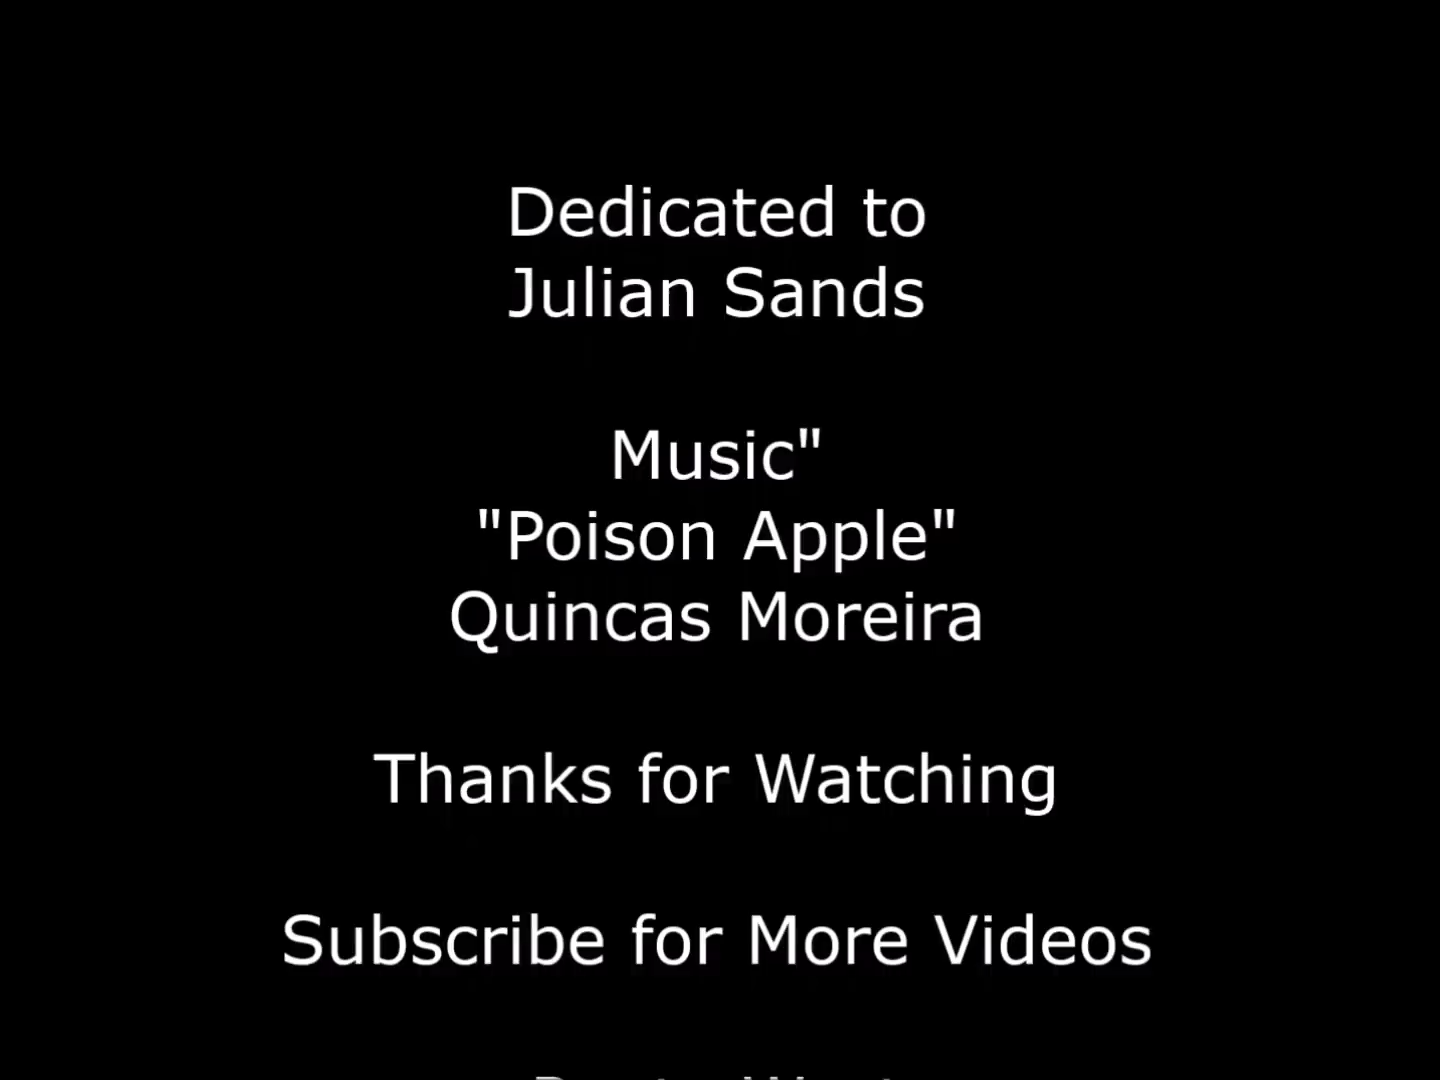 Dedicated to
Julian Sands
Music"
"Poison Apple"
Quincas Moreira
Thanks for Watching
Subscribe for More Videos